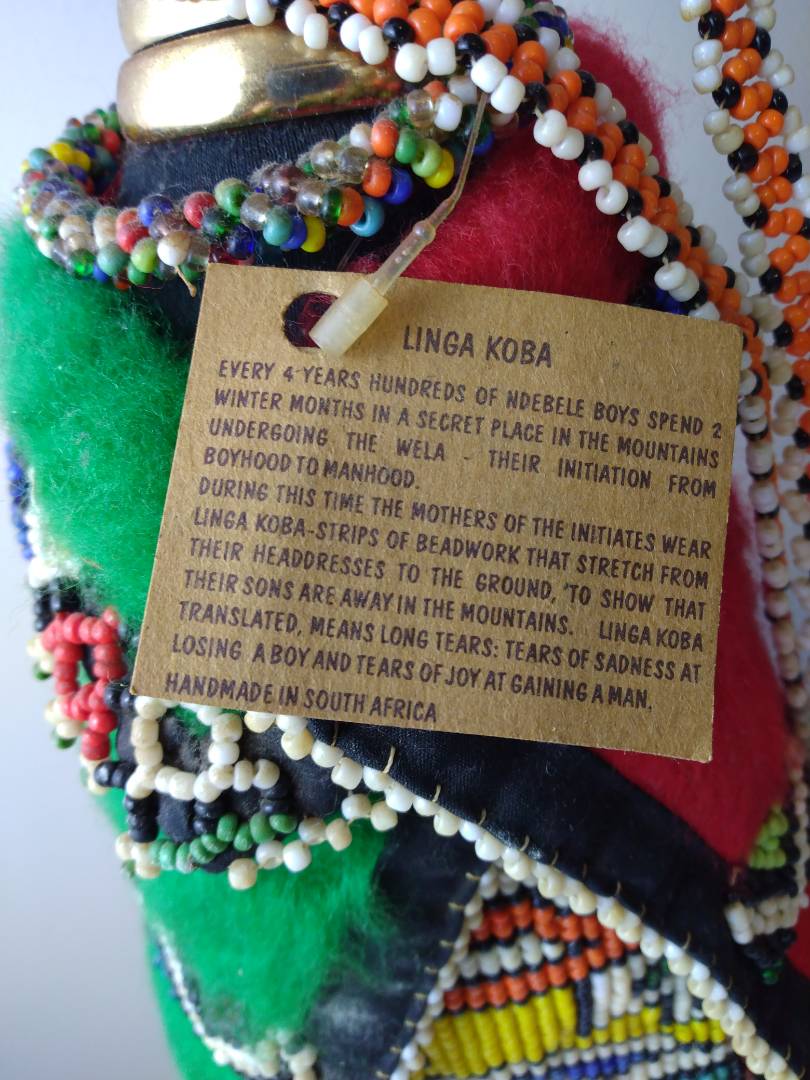 LINGA KOBA
EVERY 4 YEARS HUNDREDS OF NDEBELE BOYS SPEND 2
WINTER MONTHS IN A SECRET PLACE IN THE MOUNTAINS
UNDERGOING THE WELA - THEIR INITIATION FROM
BOYHOOD TO MANHOOD.
DURING THIS TIME THE MOTHERS OF THE INITIATES WEAR
LINGA KOBA-STRIPS OF BEADWORK THAT STRETCH FROM
THEIR HEADDRESSES TO THE GROUND, 'TO SHOW THAT
THEIR SONS ARE AWAY IN THE MOUNTAINS. LINGA KOBA
TRANSLATED, MEANS LONG TEARS: TEARS OF SADNESS AT
LOSING A BOY AND TEARS OF JOY AT GAINING A MAN.
HANDMADE IN SOUTH AFRICA